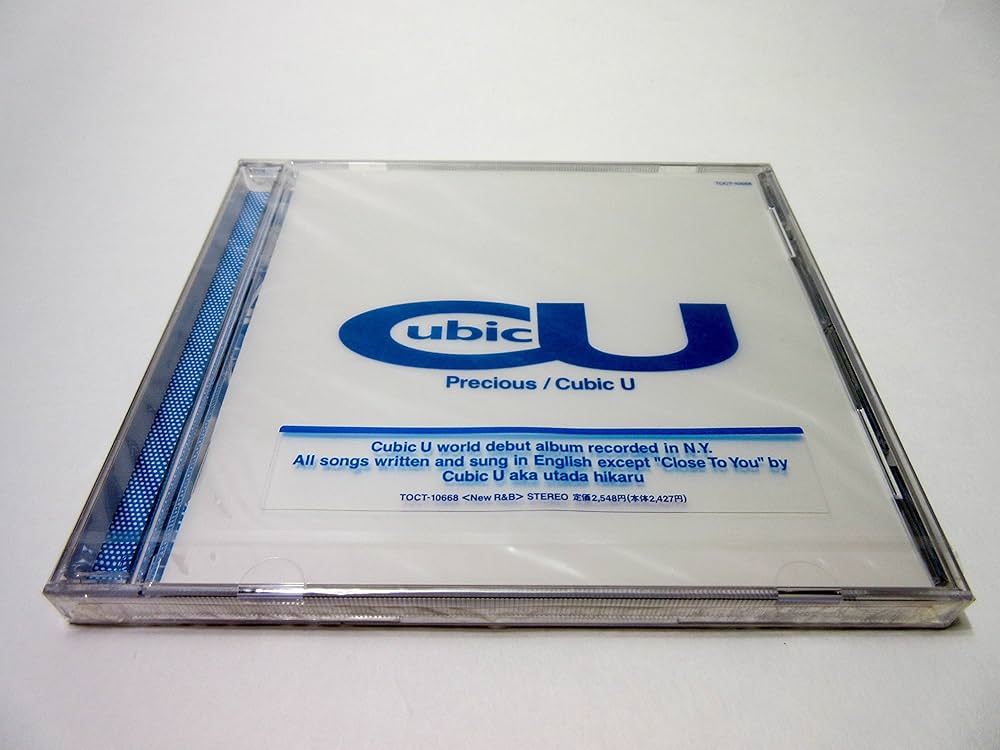 TOCT-10668
Cubic U
Precious / Cubic U
Cubic U world debut album recorded in N.Y.
All songs written and sung in English except "Close To You" by
Cubic U aka utada hikaru
TOCT-10668 <New R&B> STEREO 定価2,548円(本体2,427円)